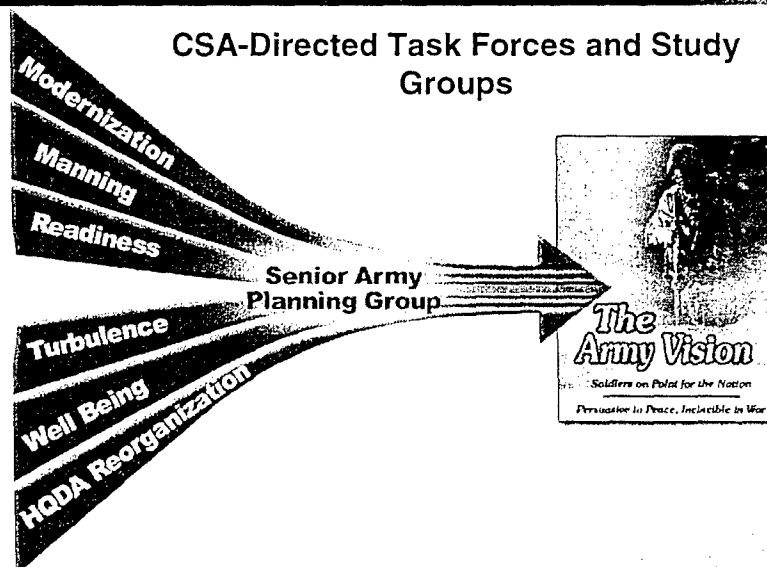 CSA-Directed Task Forces and Study
Groups
Modernization
Manning
Readiness
Turbulence
Well Being
HQDA Reorganization
Senior Army
Planning Group
The
Army Vision
Soldiers on Point for the Nation
Persuasive in Peace, Invincible in War